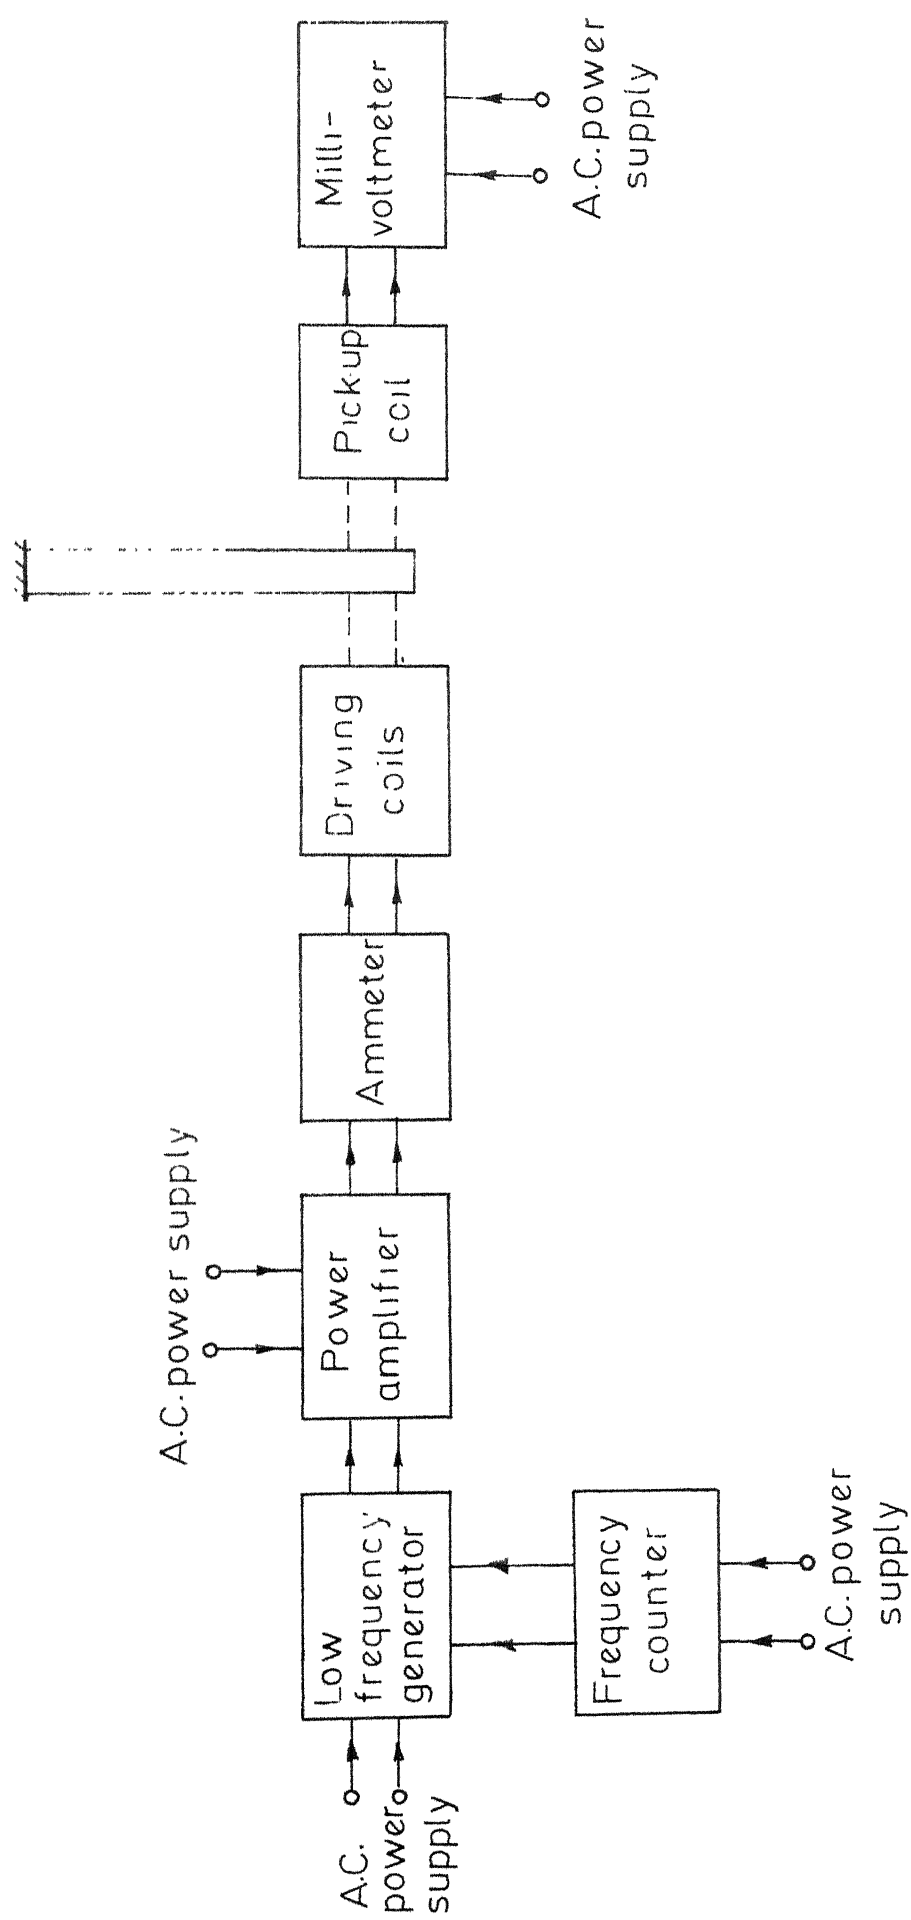 A.C.
power
supply
Low
frequency
generator
Frequency
counter
A.C. power
supply
A.C. power supply
Power
amplifier
Ammeter
Driving
coils
Pick-up
coil
Milli-
voltmeter
A.C. power
supply